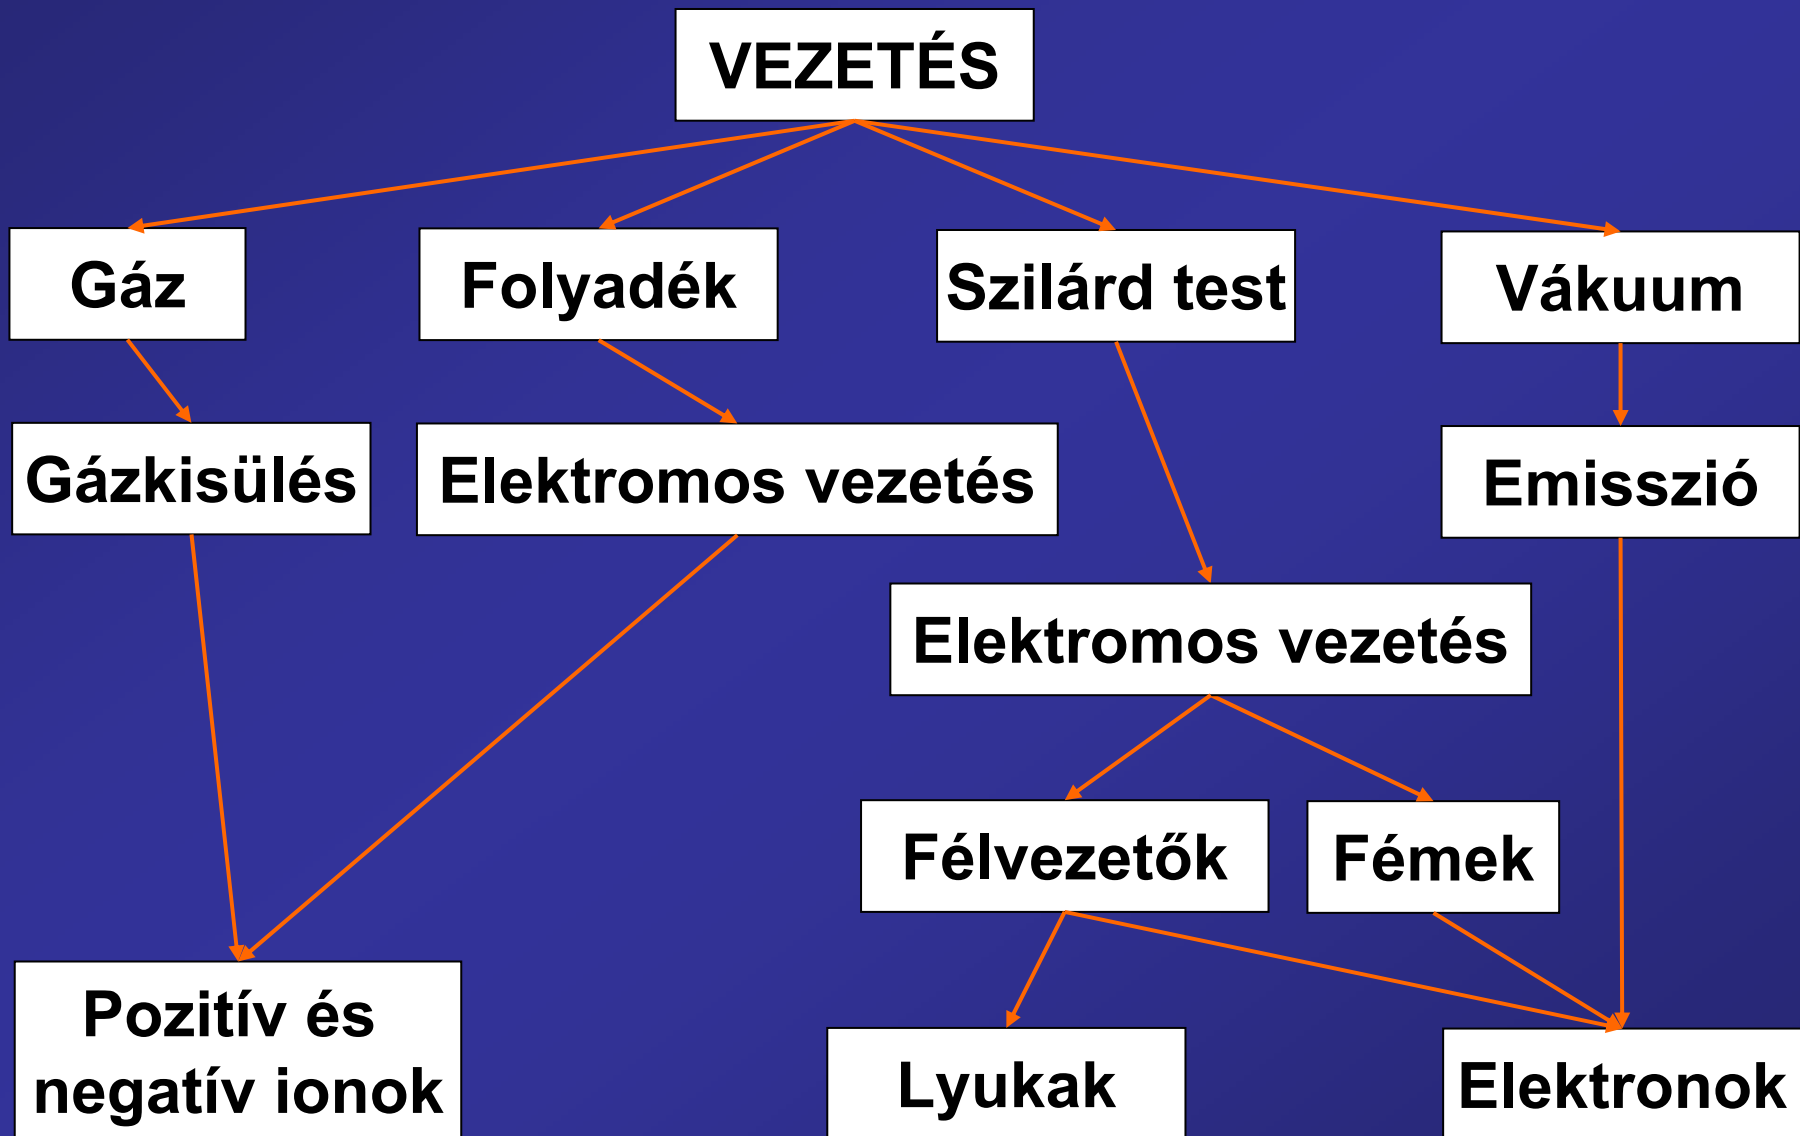 VEZETÉS
Gáz
Folyadék
Szilárd test
Vákuum
Gázkisülés
Elektromos vezetés
Emisszió
Elektromos vezetés
Félvezetők
Fémek
Pozitív és
negatív ionok
Lyukak
Elektronok